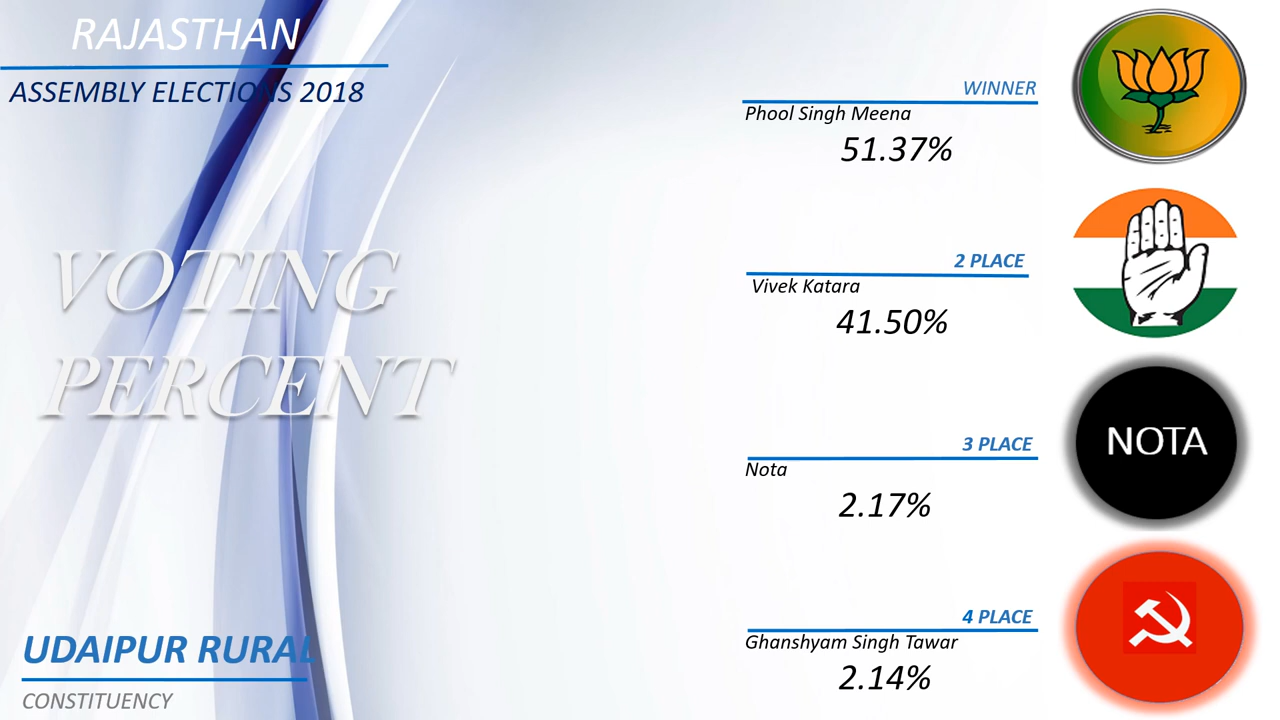 RAJASTHAN
ASSEMBLY ELECTIONS 2018
VOTING
PERCENT
UDAIPUR RURAL
CONSTITUENCY
WINNER
Phool Singh Meena
51.37%
2 PLACE
Vivek Katara
41.50%
3 PLACE
Nota
2.17%
NOTA
4 PLACE
Ghanshyam Singh Tawar
2.14%